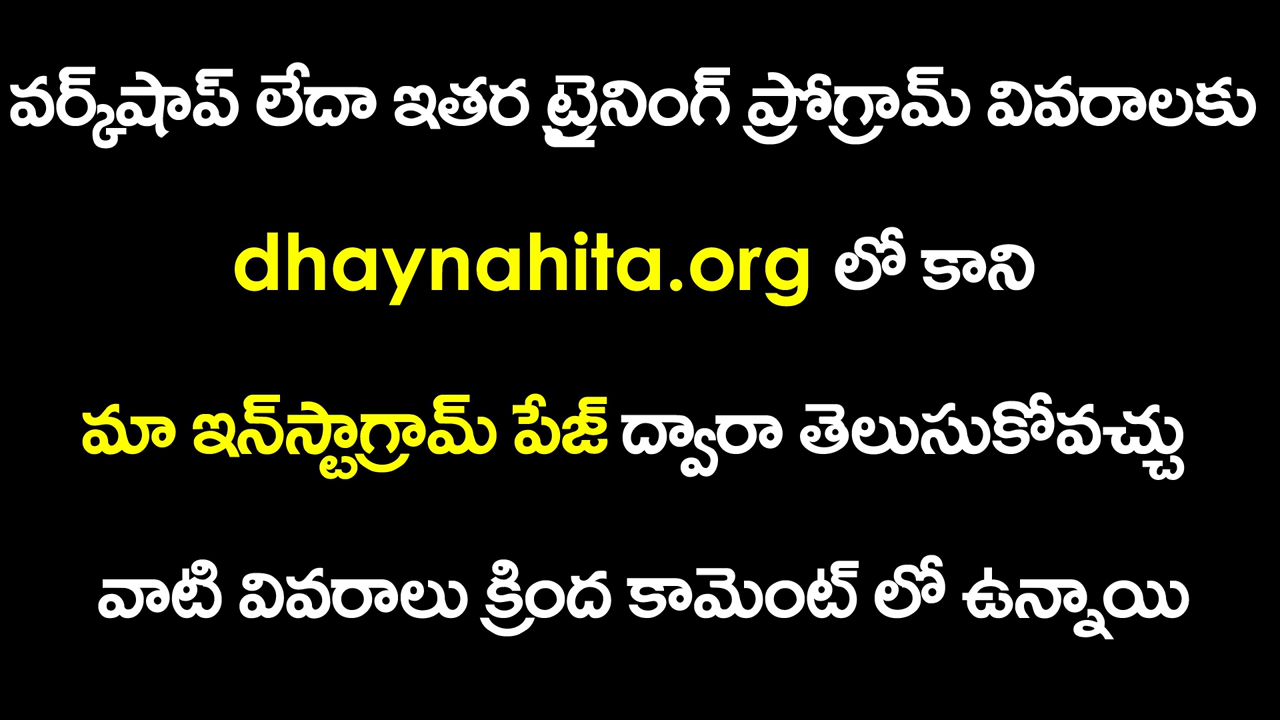 వర్క్‌షాప్ లేదా ఇతర ట్రైనింగ్ ప్రోగ్రామ్ వివరాలకు
dhaynahita.org లో కాని
మా ఇన్‌స్టాగ్రామ్ పేజ్ ద్వారా తెలుసుకోవచ్చు
వాటి వివరాలు క్రింద కామెంట్ లో ఉన్నాయి